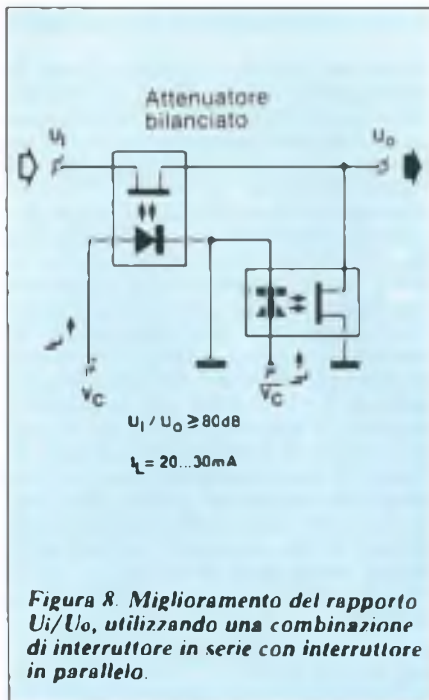 Attenuatore
bilanciato
Ui
Uo
VC
VC
Ui / Uo ≥ 80dB
IL = 20...30mA
Figura 8. Miglioramento del rapporto
Ui/Uo, utilizzando una combinazione
di interruttore in serie con interruttore
in parallelo.